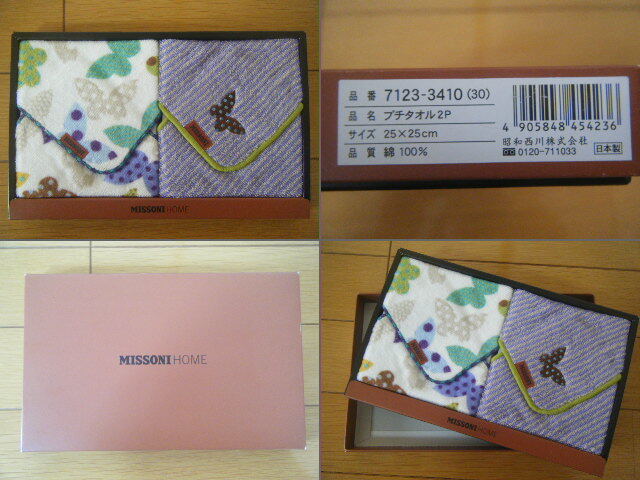 MISSONI HOME
品 番 7123-3410 (30)
品 名 プチタオル2P
サイズ 25×25cm
品 質 綿 100%
4 905848 454236
昭和西川株式会社
0120-711033
日本製
MISSONI HOME
MISSONI HOME